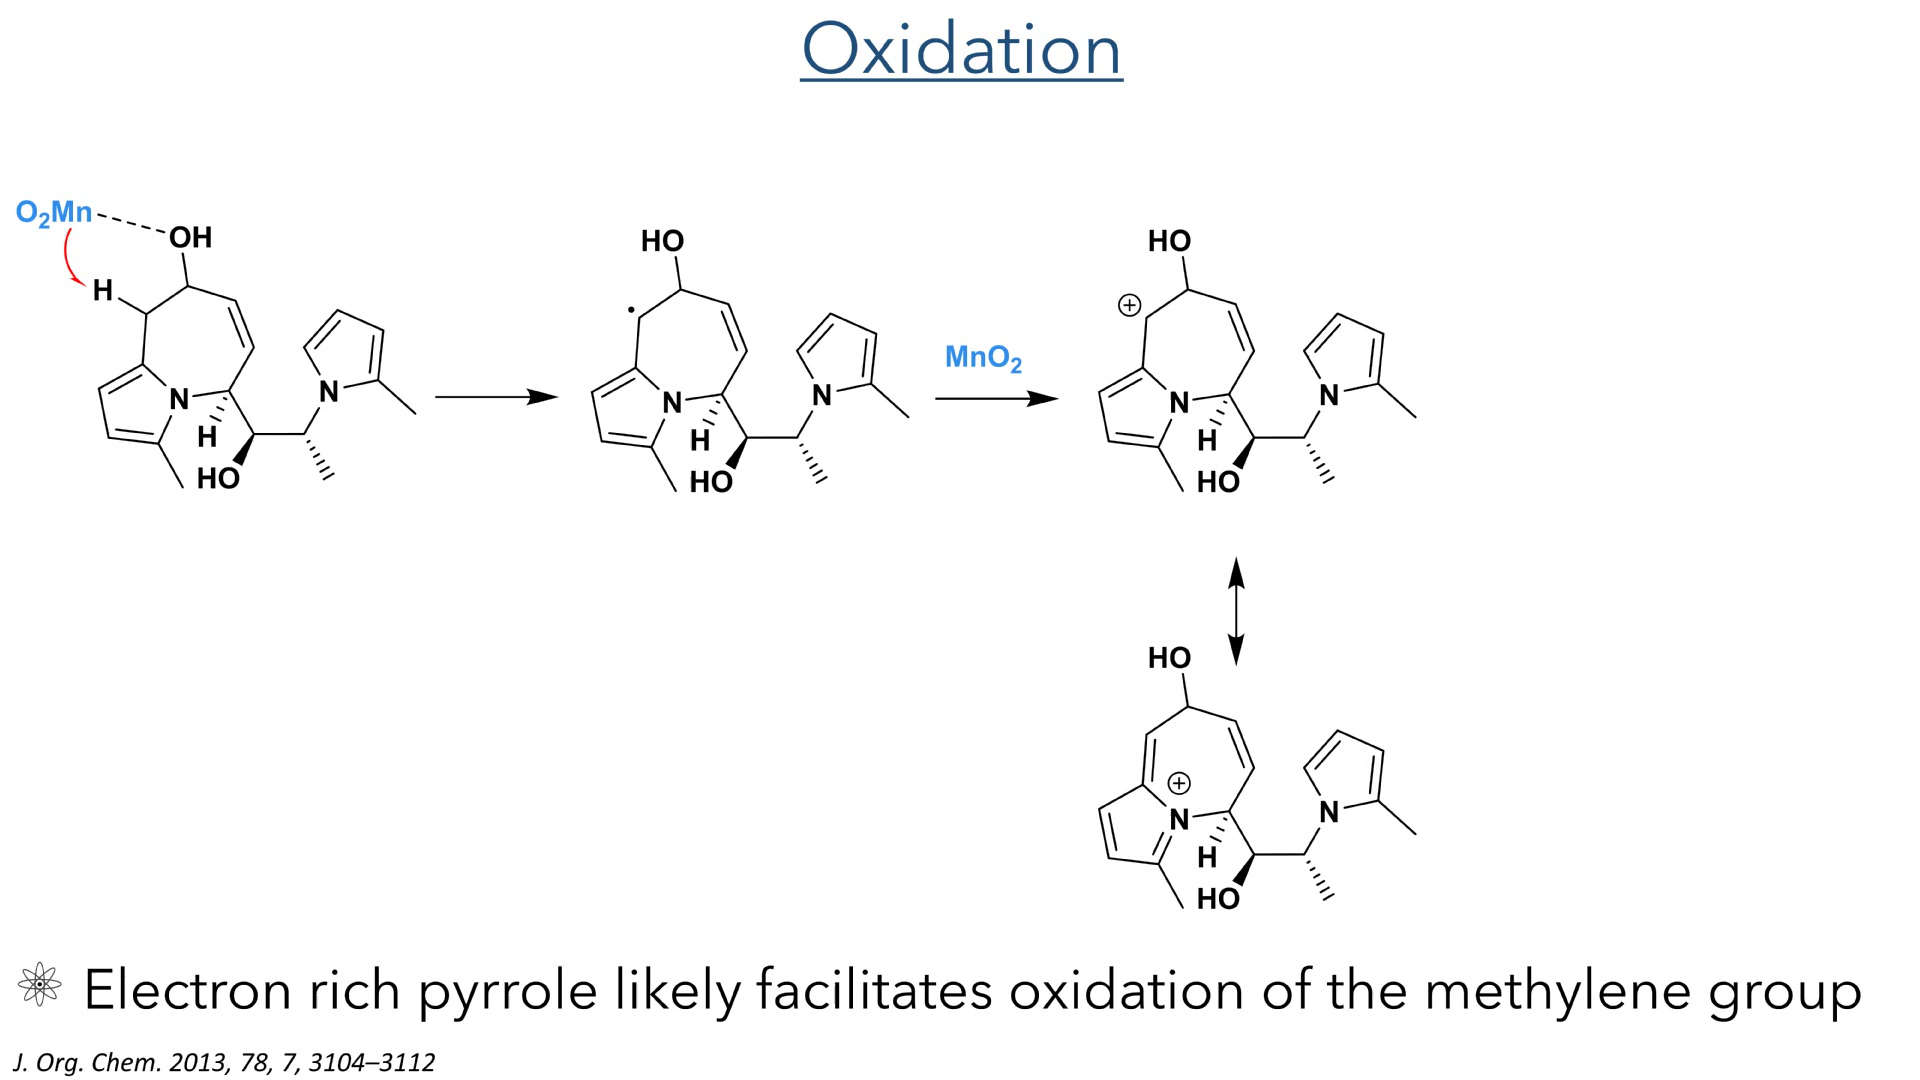 Oxidation
O₂Mn
OH
H
N
N
H
HO
HO
N
N
H
HO
MnO₂
HO
⊕
N
N
H
HO
HO
⊕
N
N
H
HO
Electron rich pyrrole likely facilitates oxidation of the methylene group
J. Org. Chem. 2013, 78, 7, 3104–3112